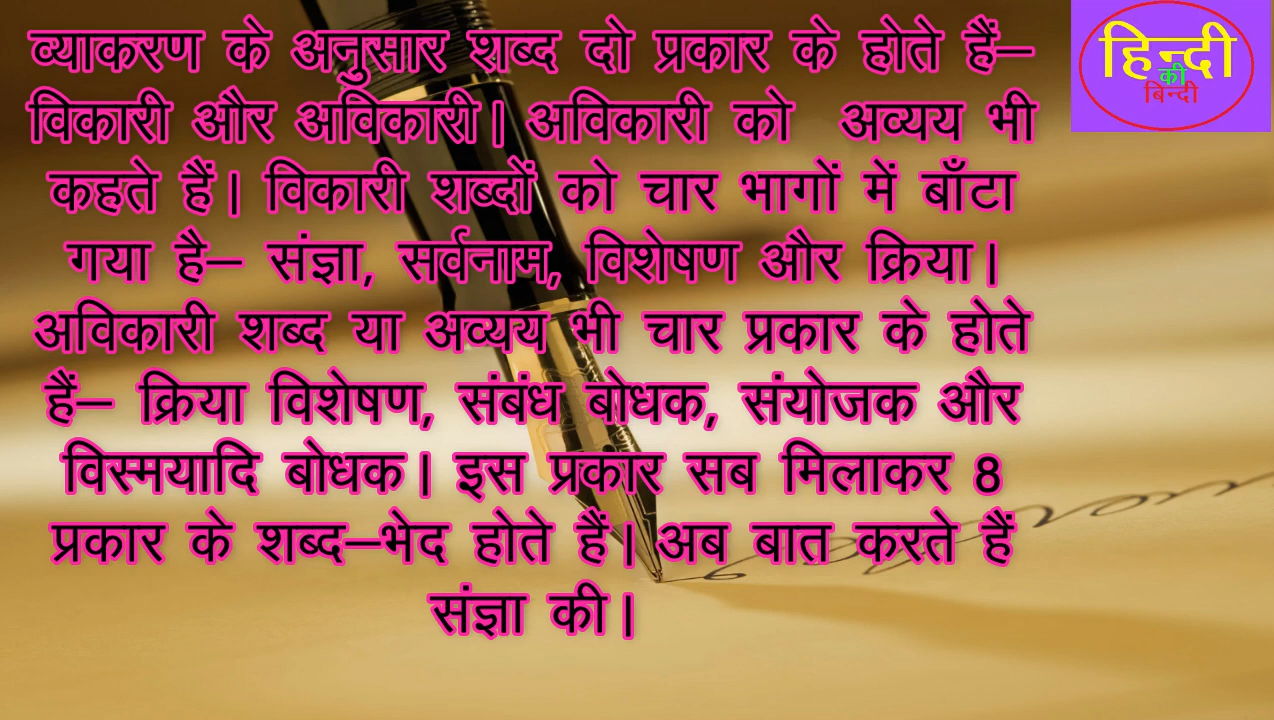 व्याकरण के अनुसार शब्द दो प्रकार के होते हैं–
विकारी और अविकारी| अविकारी को अव्यय भी
कहते हैं| विकारी शब्दों को चार भागों में बाँटा
गया है– संज्ञा, सर्वनाम, विशेषण और क्रिया|
अविकारी शब्द या अव्यय भी चार प्रकार के होते
हैं– क्रिया विशेषण, संबंध बोधक, संयोजक और
विस्मयादि बोधक| इस प्रकार सब मिलाकर 8
प्रकार के शब्द–भेद होते हैं| अब बात करते हैं
संज्ञा की|
हिन्दी
की
बिन्दी